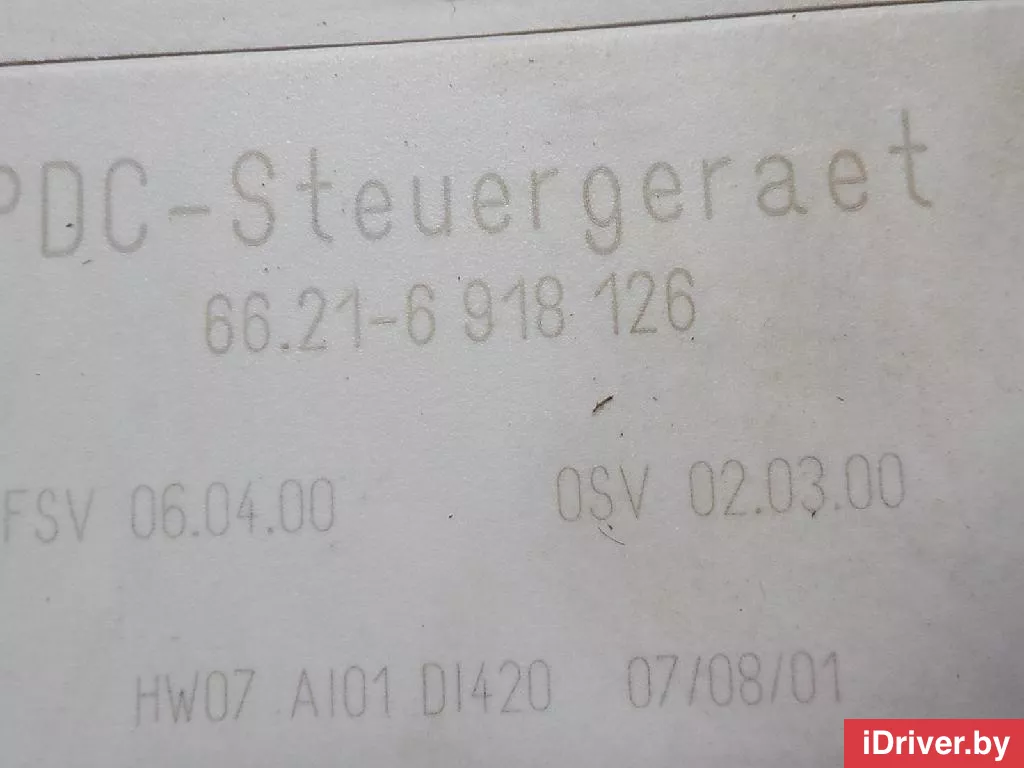 PDC-Steuergeraet
66.21-6 918 126
FSV 06.04.00 OSV 02.03.00
HW07 AI01 DI420 07/08/01
iDriver.by